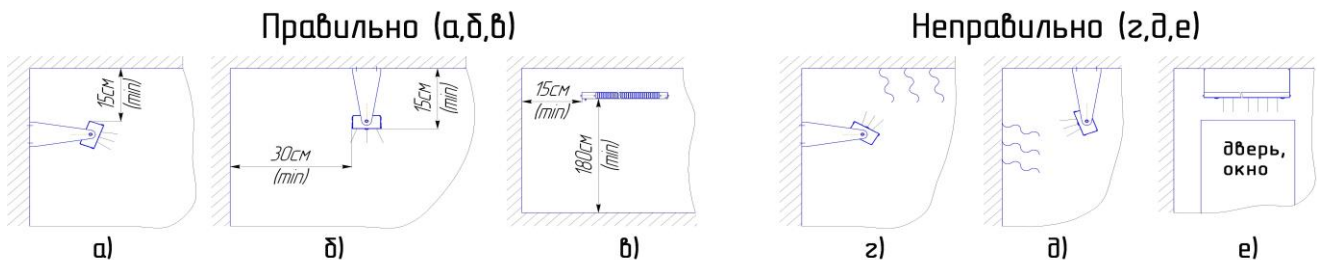 Правильно (а,б,в)
Неправильно (г,д,е)
15см
(min)
30см
(min)
15см
(min)
15см
(min)
180см
(min)
дверь,
окно
а)
б)
в)
г)
д)
е)